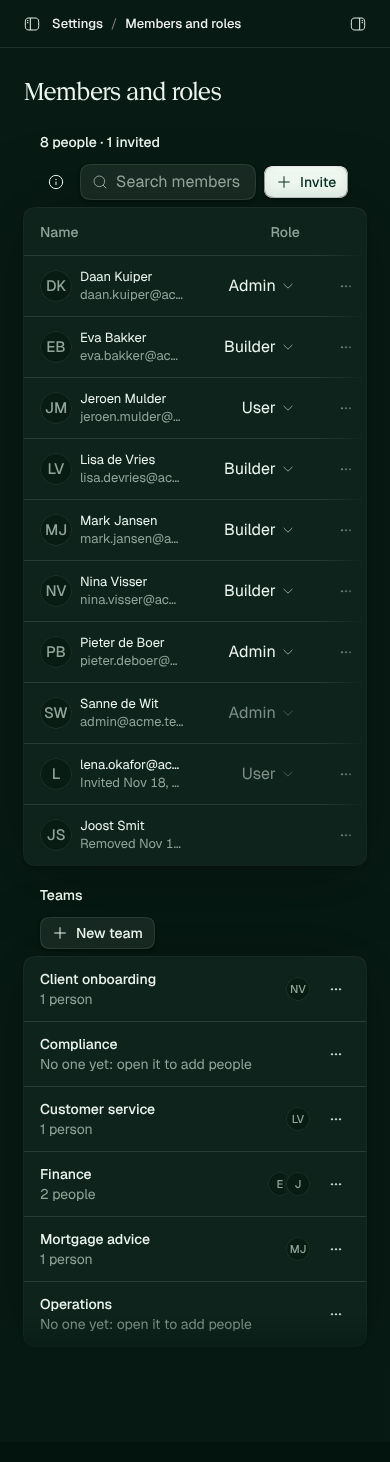 Settings / Members and roles
Members and roles
8 people · 1 invited
Search members
Invite
Name Role
DK Daan Kuiper Admin
daan.kuiper@ac…
EB Eva Bakker Builder
eva.bakker@ac…
JM Jeroen Mulder User
jeroen.mulder@…
LV Lisa de Vries Builder
lisa.devries@ac…
MJ Mark Jansen Builder
mark.jansen@a…
NV Nina Visser Builder
nina.visser@ac…
PB Pieter de Boer Admin
pieter.deboer@…
SW Sanne de Wit Admin
admin@acme.te…
L lena.okafor@ac… User
Invited Nov 18, …
JS Joost Smit
Removed Nov 1…
Teams
New team
Client onboarding NV
1 person
Compliance
No one yet: open it to add people
Customer service LV
1 person
Finance E J
2 people
Mortgage advice MJ
1 person
Operations
No one yet: open it to add people